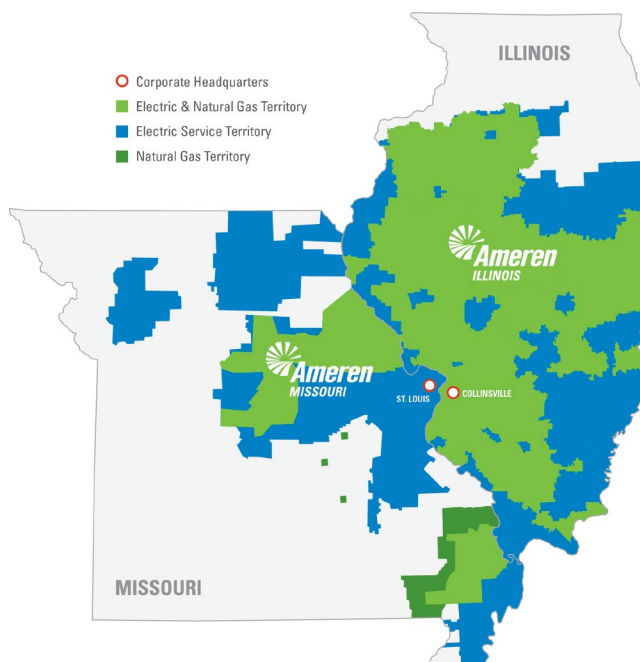 ILLINOIS
Corporate Headquarters
Electric & Natural Gas Territory
Electric Service Territory
Natural Gas Territory
Ameren
ILLINOIS
Ameren
MISSOURI
ST. LOUIS
COLLINSVILLE
MISSOURI